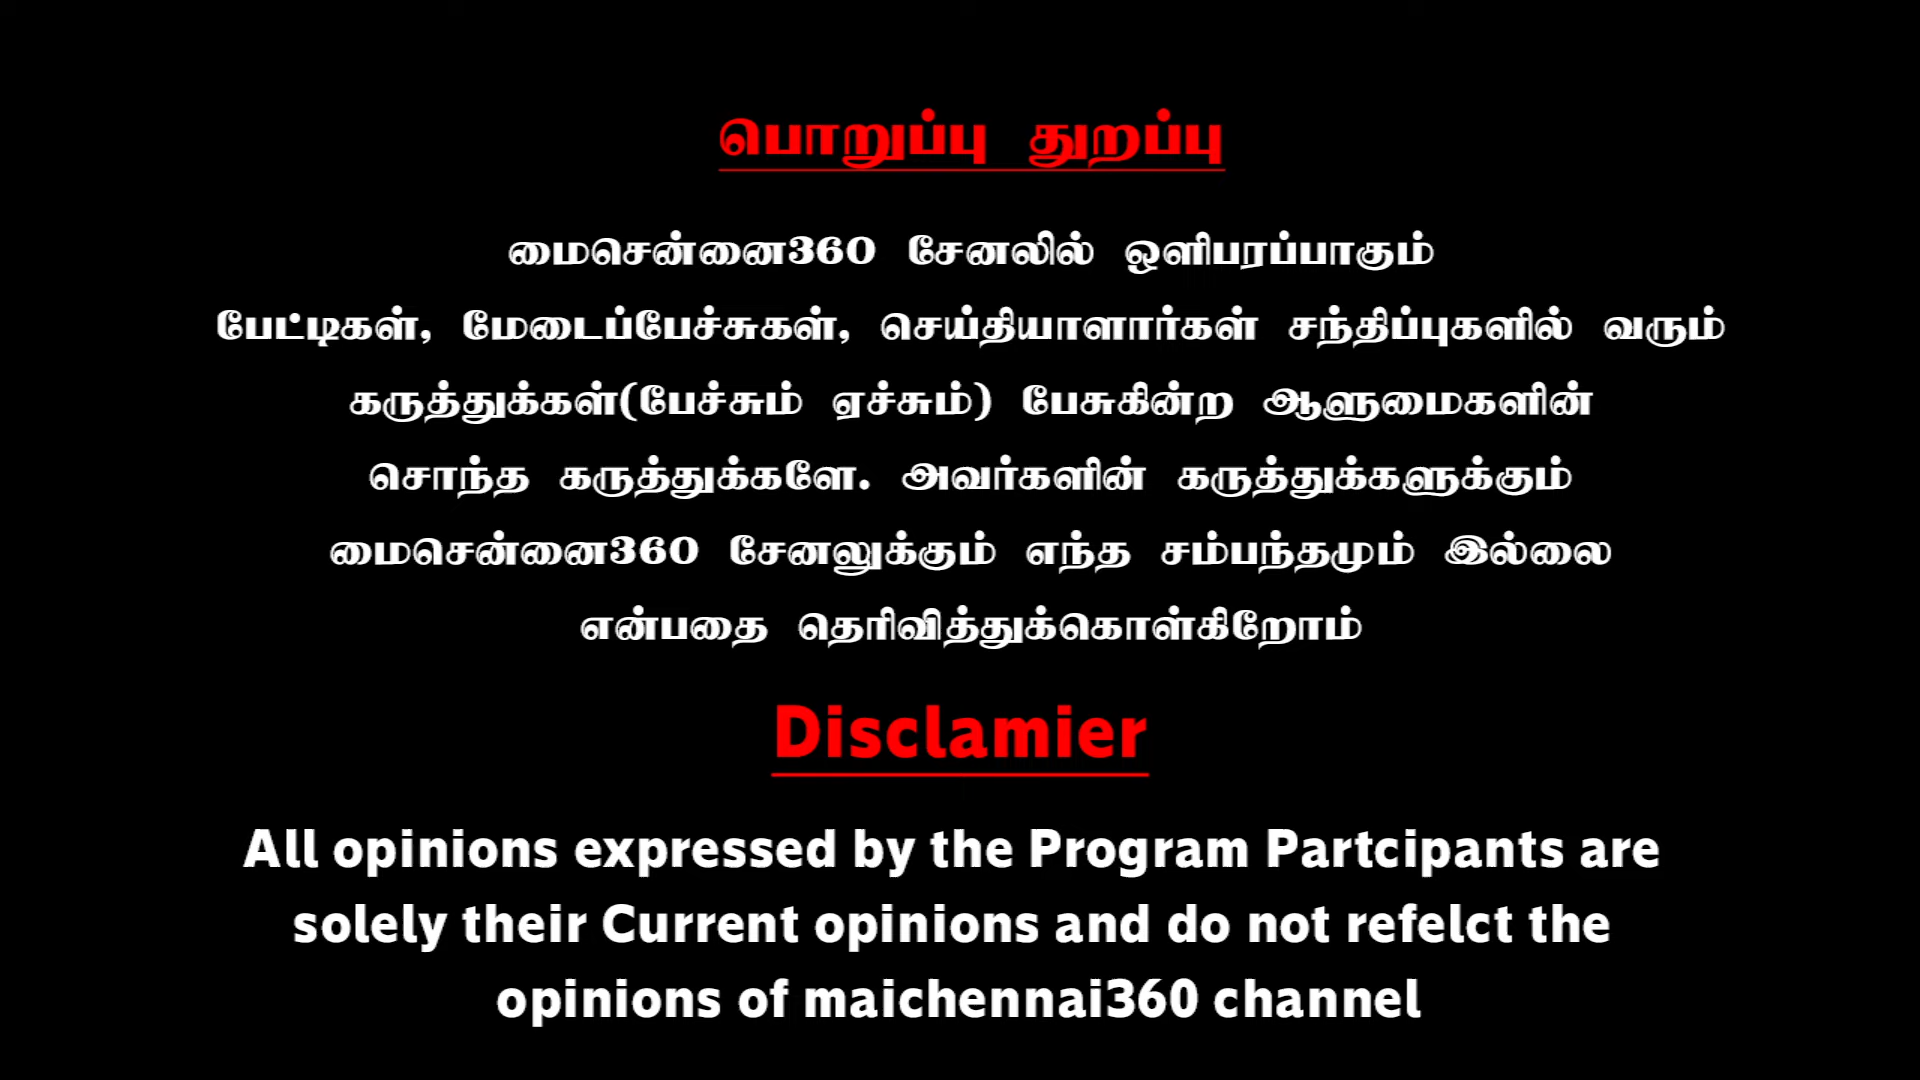 பொறுப்பு துறப்பு
மைசென்னை360 சேனலில் ஒளிபரப்பாகும்
பேட்டிகள், மேடைப்பேச்சுகள், செய்தியாளார்கள் சந்திப்புகளில் வரும்
கருத்துக்கள்(பேச்சும் ஏச்சும்) பேசுகின்ற ஆளுமைகளின்
சொந்த கருத்துக்களே. அவர்களின் கருத்துக்களுக்கும்
மைசென்னை360 சேனலுக்கும் எந்த சம்பந்தமும் இல்லை
என்பதை தெரிவித்துக்கொள்கிறோம்
Disclamier
All opinions expressed by the Program Partcipants are
solely their Current opinions and do not refelct the
opinions of maichennai360 channel